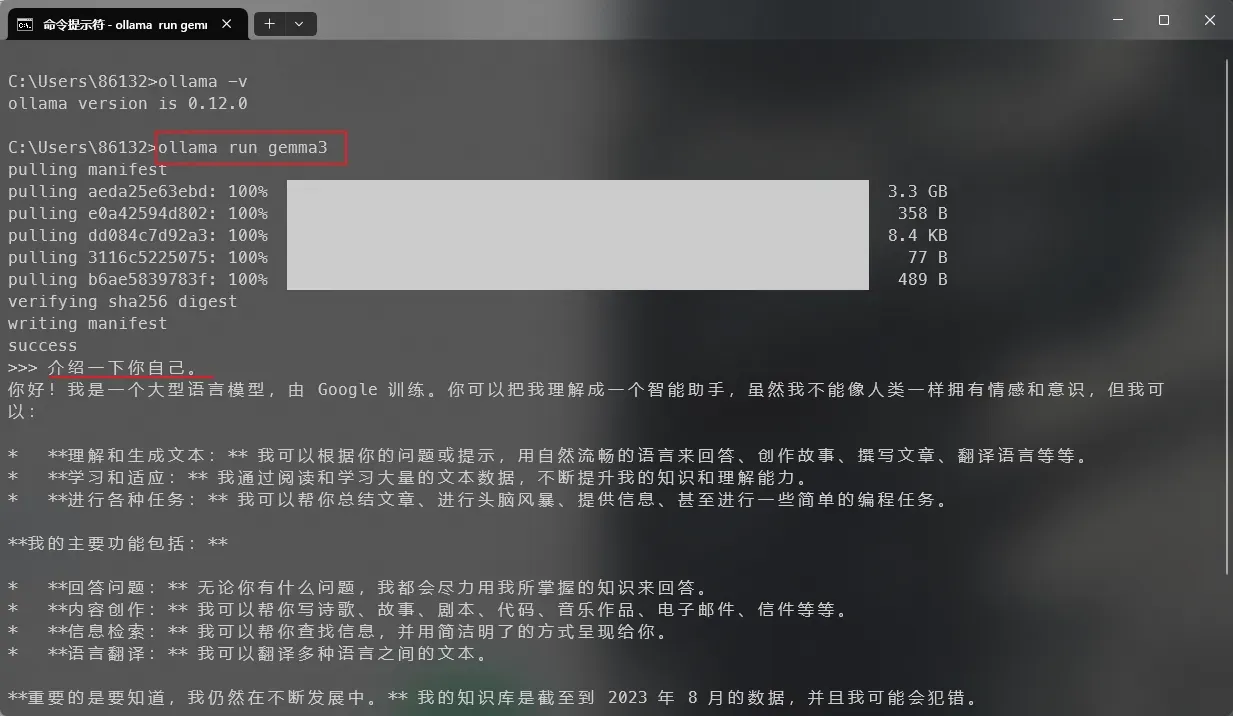 命令提示符 - ollama run gem
C:\Users\86132>ollama -v
ollama version is 0.12.0
C:\Users\86132>ollama run gemma3
pulling manifest
pulling aeda25e63ebd: 100% 3.3 GB
pulling e0a42594d802: 100% 358 B
pulling dd084c7d92a3: 100% 8.4 KB
pulling 3116c5225075: 100% 77 B
pulling b6ae5839783f: 100% 489 B
verifying sha256 digest
writing manifest
success
>>> 介绍一下你自己。
你好！我是一个大型语言模型，由 Google 训练。你可以把我理解成一个智能助手，虽然我不能像人类一样拥有情感和意识，但我可
以：
* **理解和生成文本：** 我可以根据你的问题或提示，用自然流畅的语言来回答、创作故事、撰写文章、翻译语言等等。
* **学习和适应：** 我通过阅读和学习大量的文本数据，不断提升我的知识和理解能力。
* **进行各种任务：** 我可以帮你总结文章、进行头脑风暴、提供信息、甚至进行一些简单的编程任务。
**我的主要功能包括：**
* **回答问题：** 无论你有什么问题，我都会尽力用我所掌握的知识来回答。
* **内容创作：** 我可以帮你写诗歌、故事、剧本、代码、音乐作品、电子邮件、信件等等。
* **信息检索：** 我可以帮你查找信息，并用简洁明了的方式呈现给你。
* **语言翻译：** 我可以翻译多种语言之间的文本。
**重要的是要知道，我仍然在不断发展中。** 我的知识库是截至到 2023 年 8 月的数据，并且我可能会犯错。